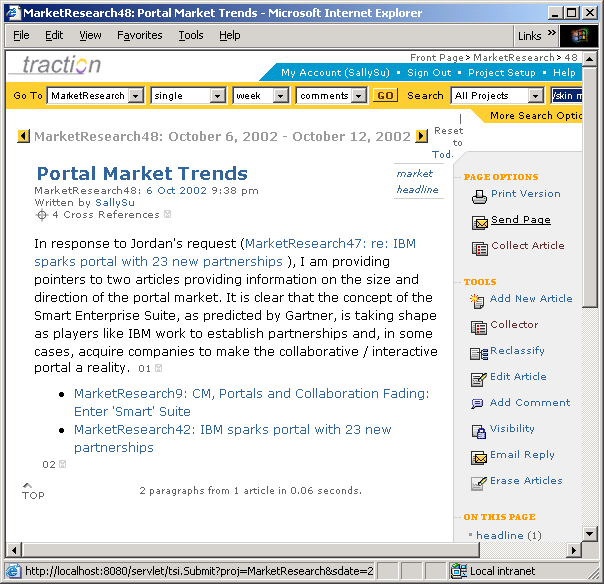 MarketResearch48: Portal Market Trends - Microsoft Internet Explorer
File Edit View Favorites Tools Help Links »
traction
Front Page> MarketResearch> 48
My Account (SallySu) ▪ Sign Out ▪ Project Setup ▪ Help
Go To MarketResearch single week comments GO Search All Projects /skin m
More Search Optio
MarketResearch48: October 6, 2002 - October 12, 2002
| Reset
to
Tod.
Portal Market Trends
market
headline
MarketResearch48: 6 Oct 2002 9:38 pm
Written by SallySu
4 Cross References
In response to Jordan's request (MarketResearch47: re: IBM
sparks portal with 23 new partnerships ), I am providing
pointers to two articles providing information on the size and
direction of the portal market. It is clear that the concept of the
Smart Enterprise Suite, as predicted by Gartner, is taking shape
as players like IBM work to establish partnerships and, in some
cases, acquire companies to make the collaborative / interactive
portal a reality. 01
• MarketResearch9: CM, Portals and Collaboration Fading:
Enter 'Smart' Suite
• MarketResearch42: IBM sparks portal with 23 new
partnerships
02
TOP
2 paragraphs from 1 article in 0.06 seconds.
PAGE OPTIONS
Print Version
Send Page
Collect Article
TOOLS
Add New Article
Collector
Reclassify
Edit Article
Add Comment
Visibility
Email Reply
Erase Articles
ON THIS PAGE
▪ headline (1)
http://localhost:8080/servlet/tsi.Submit?proj=MarketResearch&sdate=2
Local intranet